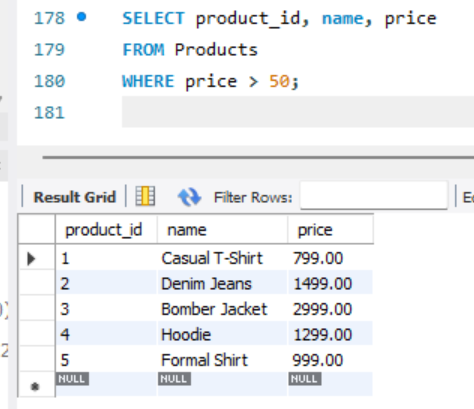 178 SELECT product_id, name, price
179 FROM Products
180 WHERE price > 50;
181
Result Grid Filter Rows:
product_id name price
1 Casual T-Shirt 799.00
2 Denim Jeans 1499.00
3 Bomber Jacket 2999.00
4 Hoodie 1299.00
5 Formal Shirt 999.00
NULL NULL NULL